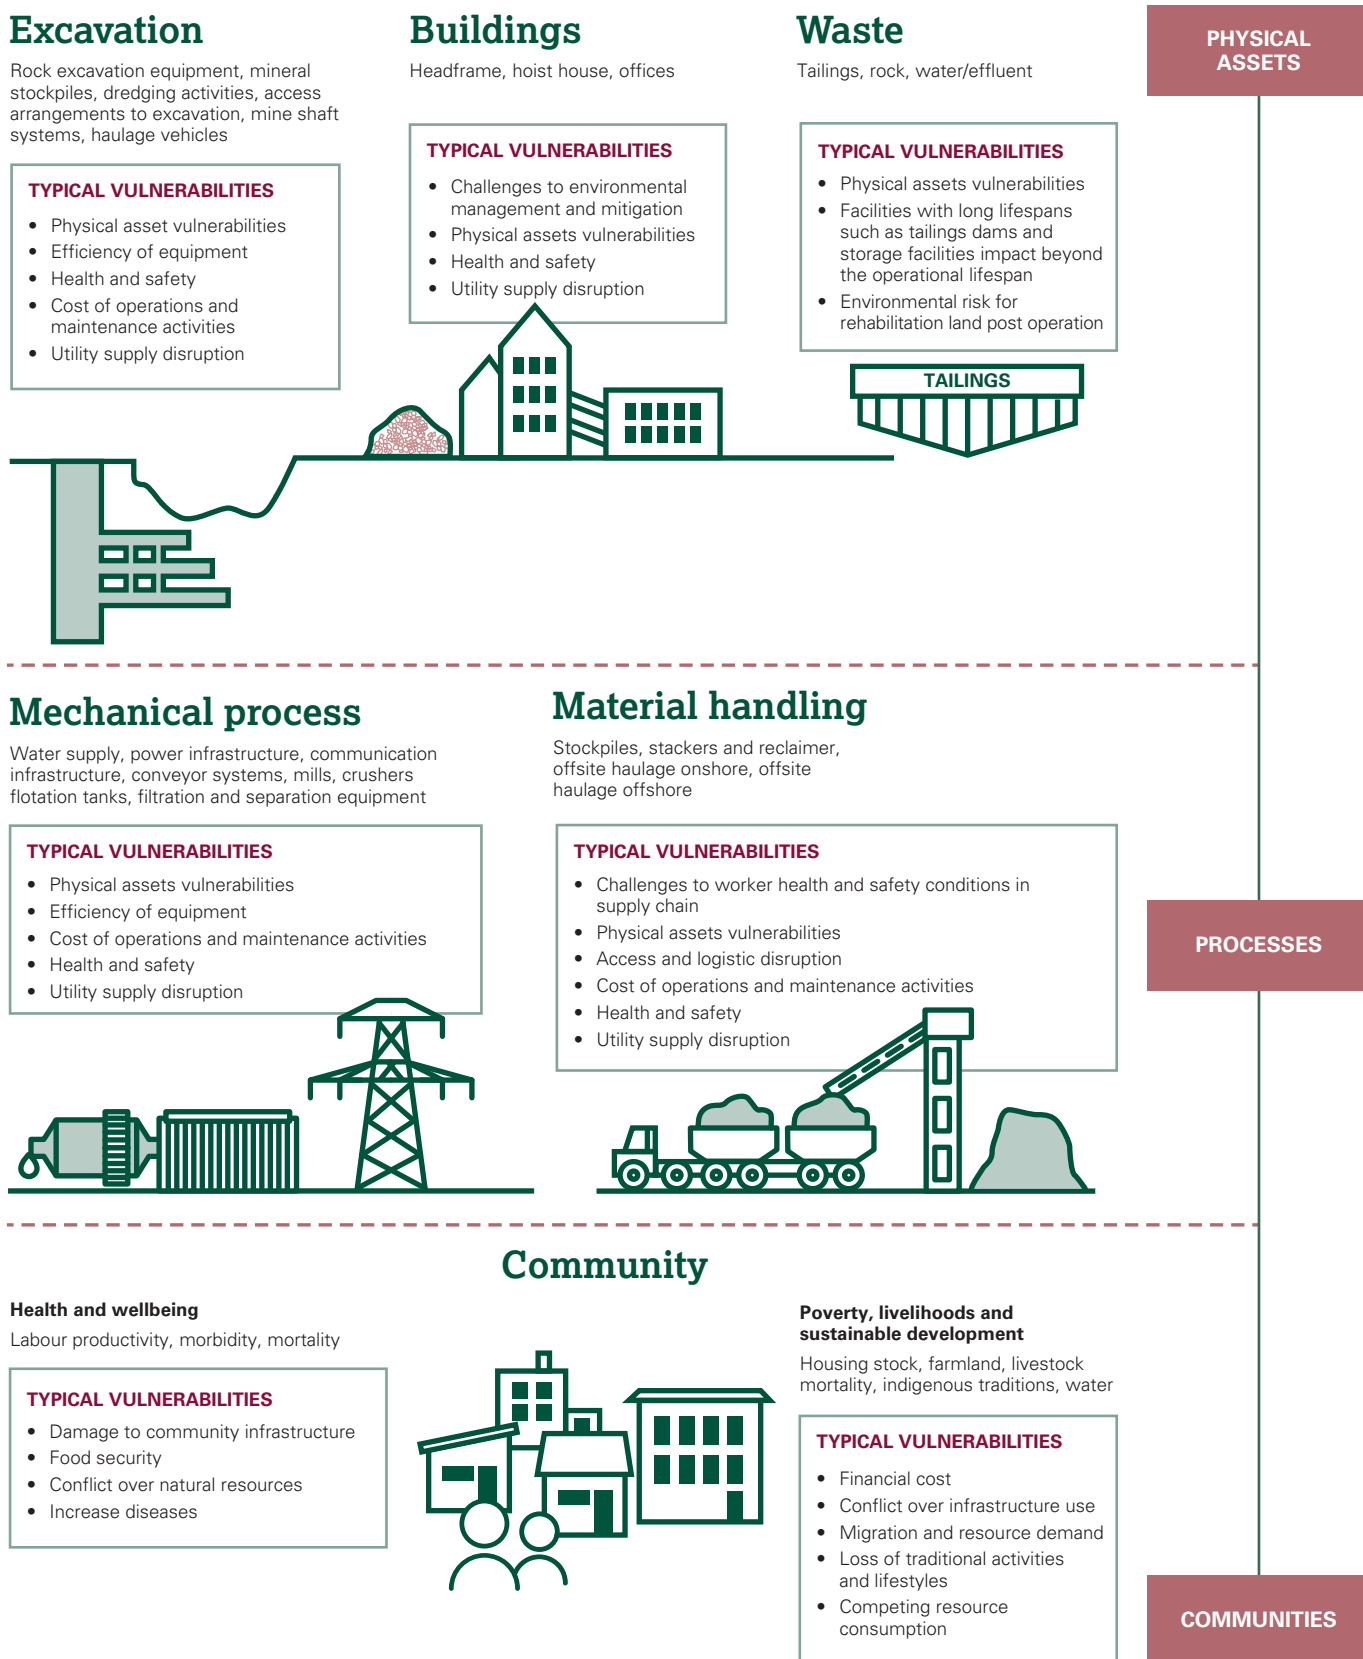 Excavation
Rock excavation equipment, mineral
stockpiles, dredging activities, access
arrangements to excavation, mine shaft
systems, haulage vehicles
TYPICAL VULNERABILITIES
• Physical asset vulnerabilities
• Efficiency of equipment
• Health and safety
• Cost of operations and
maintenance activities
• Utility supply disruption
Buildings
Headframe, hoist house, offices
TYPICAL VULNERABILITIES
• Challenges to environmental
management and mitigation
• Physical assets vulnerabilities
• Health and safety
• Utility supply disruption
Waste
Tailings, rock, water/effluent
TYPICAL VULNERABILITIES
• Physical assets vulnerabilities
• Facilities with long lifespans
such as tailings dams and
storage facilities impact beyond
the operational lifespan
• Environmental risk for
rehabilitation land post operation
TAILINGS
PHYSICAL
ASSETS
Mechanical process
Water supply, power infrastructure, communication
infrastructure, conveyor systems, mills, crushers
flotation tanks, filtration and separation equipment
TYPICAL VULNERABILITIES
• Physical assets vulnerabilities
• Efficiency of equipment
• Cost of operations and maintenance activities
• Health and safety
• Utility supply disruption
Material handling
Stockpiles, stackers and reclaimer,
offsite haulage onshore, offsite
haulage offshore
TYPICAL VULNERABILITIES
• Challenges to worker health and safety conditions in
supply chain
• Physical assets vulnerabilities
• Access and logistic disruption
• Cost of operations and maintenance activities
• Health and safety
• Utility supply disruption
PROCESSES
Community
Health and wellbeing
Labour productivity, morbidity, mortality
TYPICAL VULNERABILITIES
• Damage to community infrastructure
• Food security
• Conflict over natural resources
• Increase diseases
Poverty, livelihoods and
sustainable development
Housing stock, farmland, livestock
mortality, indigenous traditions, water
TYPICAL VULNERABILITIES
• Financial cost
• Conflict over infrastructure use
• Migration and resource demand
• Loss of traditional activities
and lifestyles
• Competing resource
consumption
COMMUNITIES